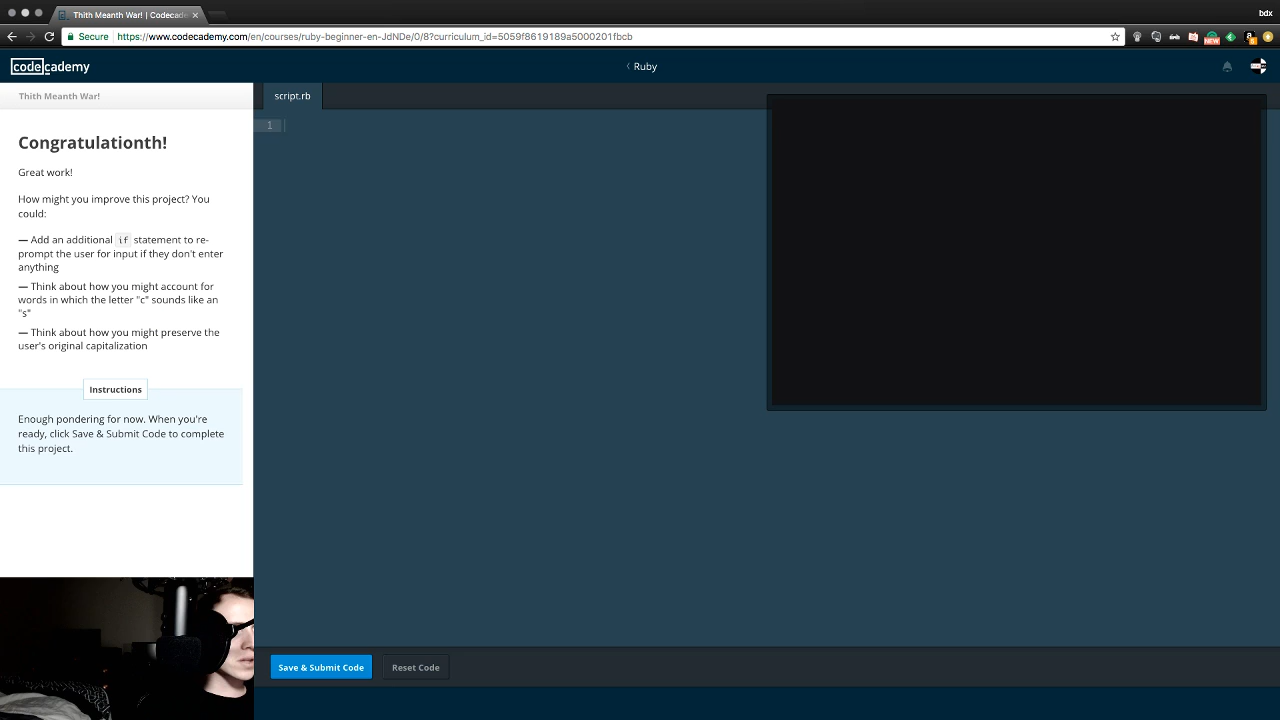 Thith Meanth War! | Codecade
bdx
Secure
https://www.codecademy.com/en/courses/ruby-beginner-en-JdNDe/0/8?curriculum_id=5059f8619189a5000201fbcb
NEW
codecademy
Ruby
Thith Meanth War!
script.rb
Congratulationth!
1
Great work!
How might you improve this project? You
could:
— Add an additional if statement to re-
prompt the user for input if they don't enter
anything
— Think about how you might account for
words in which the letter "c" sounds like an
"s"
— Think about how you might preserve the
user's original capitalization
Instructions
Enough pondering for now. When you're
ready, click Save & Submit Code to complete
this project.
Save & Submit Code
Reset Code